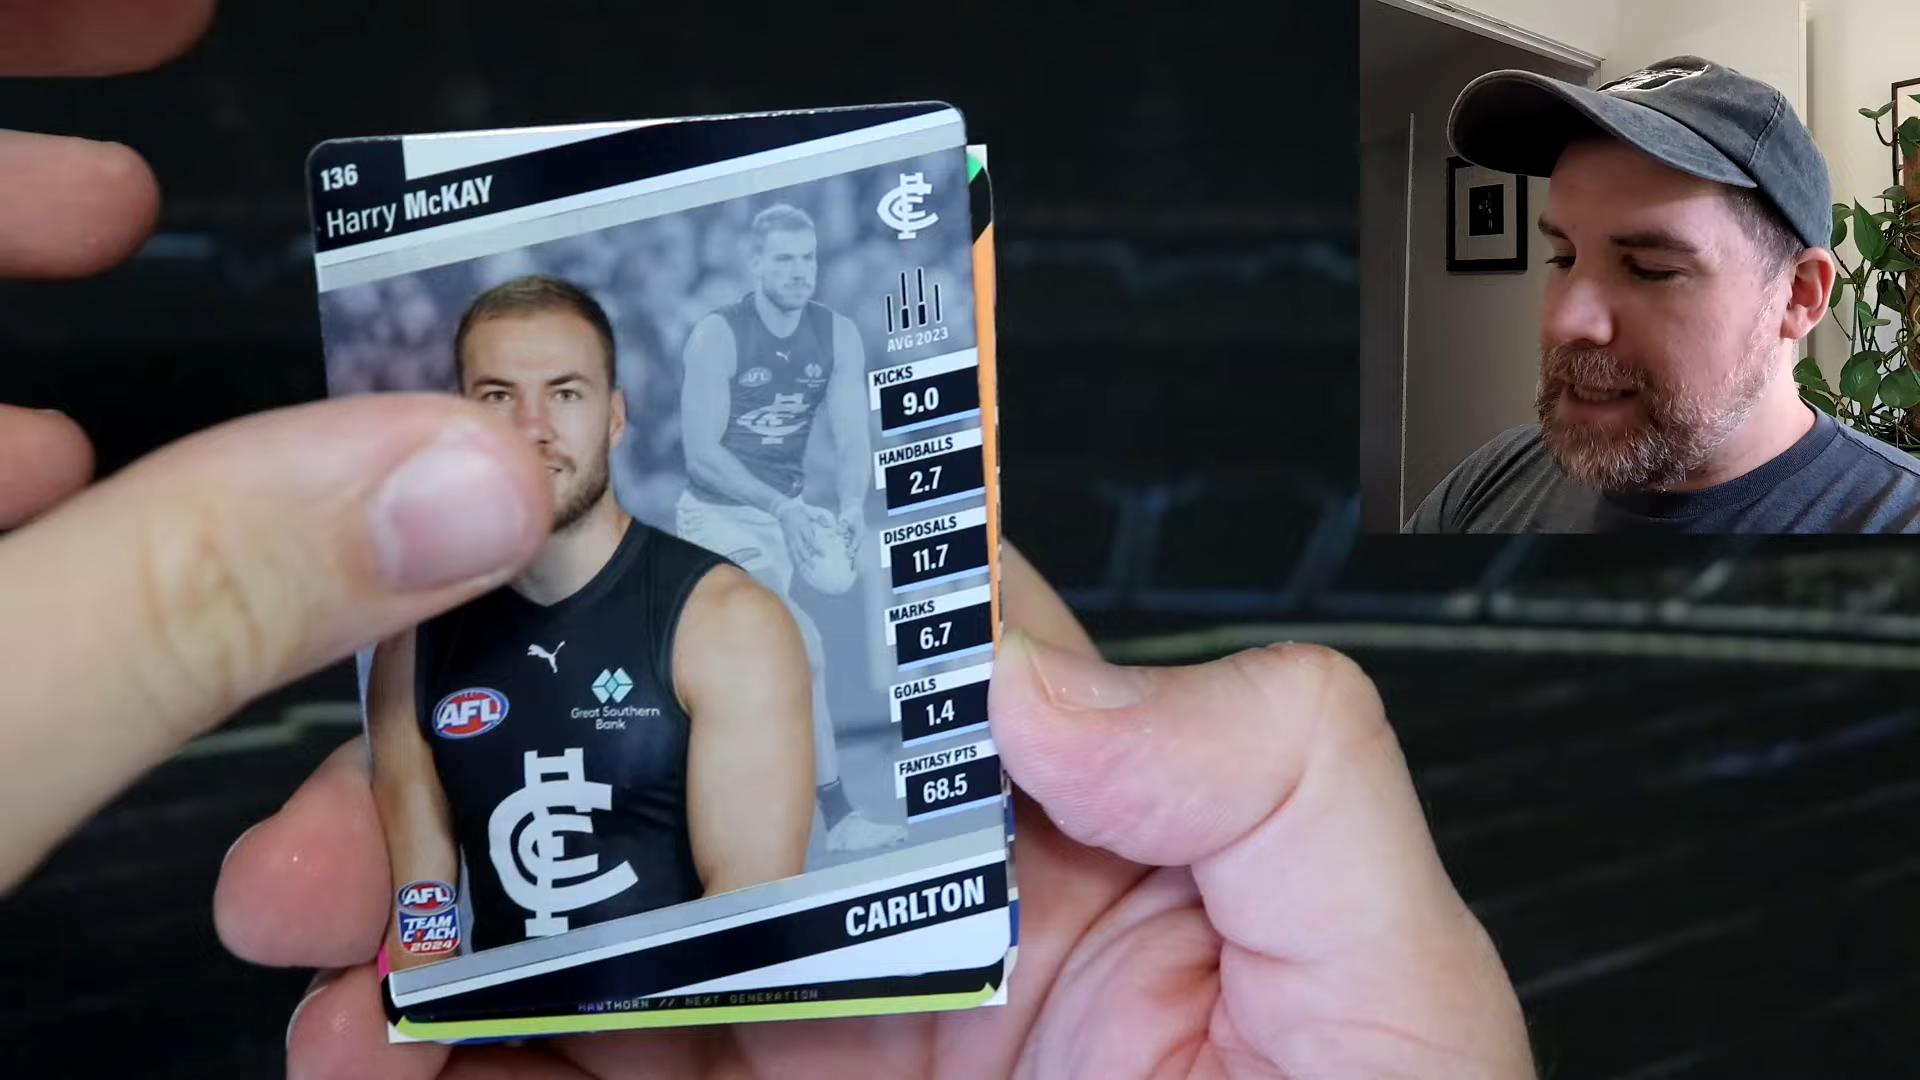 136
Harry McKAY
AVG 2023
KICKS
9.0
HANDBALLS
2.7
DISPOSALS
11.7
MARKS
6.7
GOALS
1.4
FANTASY PTS
68.5
AFL
AFL
Great Southern
Bank
AFL
TEAM
COACH
2024
CARLTON
HAWTHORN // NEXT GENERATION